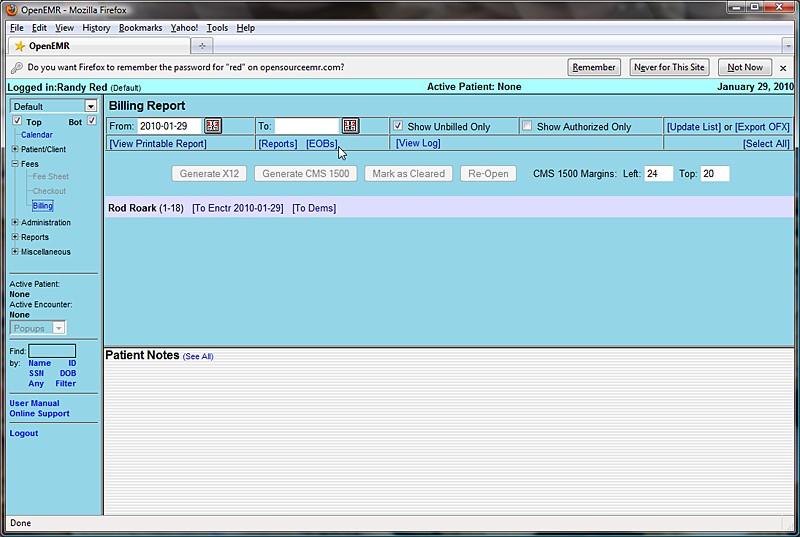 OpenEMR - Mozilla Firefox
File Edit View History Bookmarks Yahoo! Tools Help
OpenEMR
Do you want Firefox to remember the password for "red" on opensourceemr.com? Remember Never for This Site Not Now
Logged in:Randy Red (Default) Active Patient: None January 29, 2010
Default
Top Bot
Calendar
Patient/Client
Fees
Fee Sheet
Checkout
Billing
Administration
Reports
Miscellaneous
Active Patient:
None
Active Encounter:
None
Popups
Find:
by: Name ID
SSN DOB
Any Filter
User Manual
Online Support
Logout
Billing Report
From: 2010-01-29 To: Show Unbilled Only Show Authorized Only [Update List] or [Export OFX]
[View Printable Report] [Reports] [EOBs] [View Log] [Select All]
Generate X12 Generate CMS 1500 Mark as Cleared Re-Open CMS 1500 Margins: Left: 24 Top: 20
Rod Roark (1-18) [To Enctr 2010-01-29] [To Dems]
Patient Notes (See All)
Done